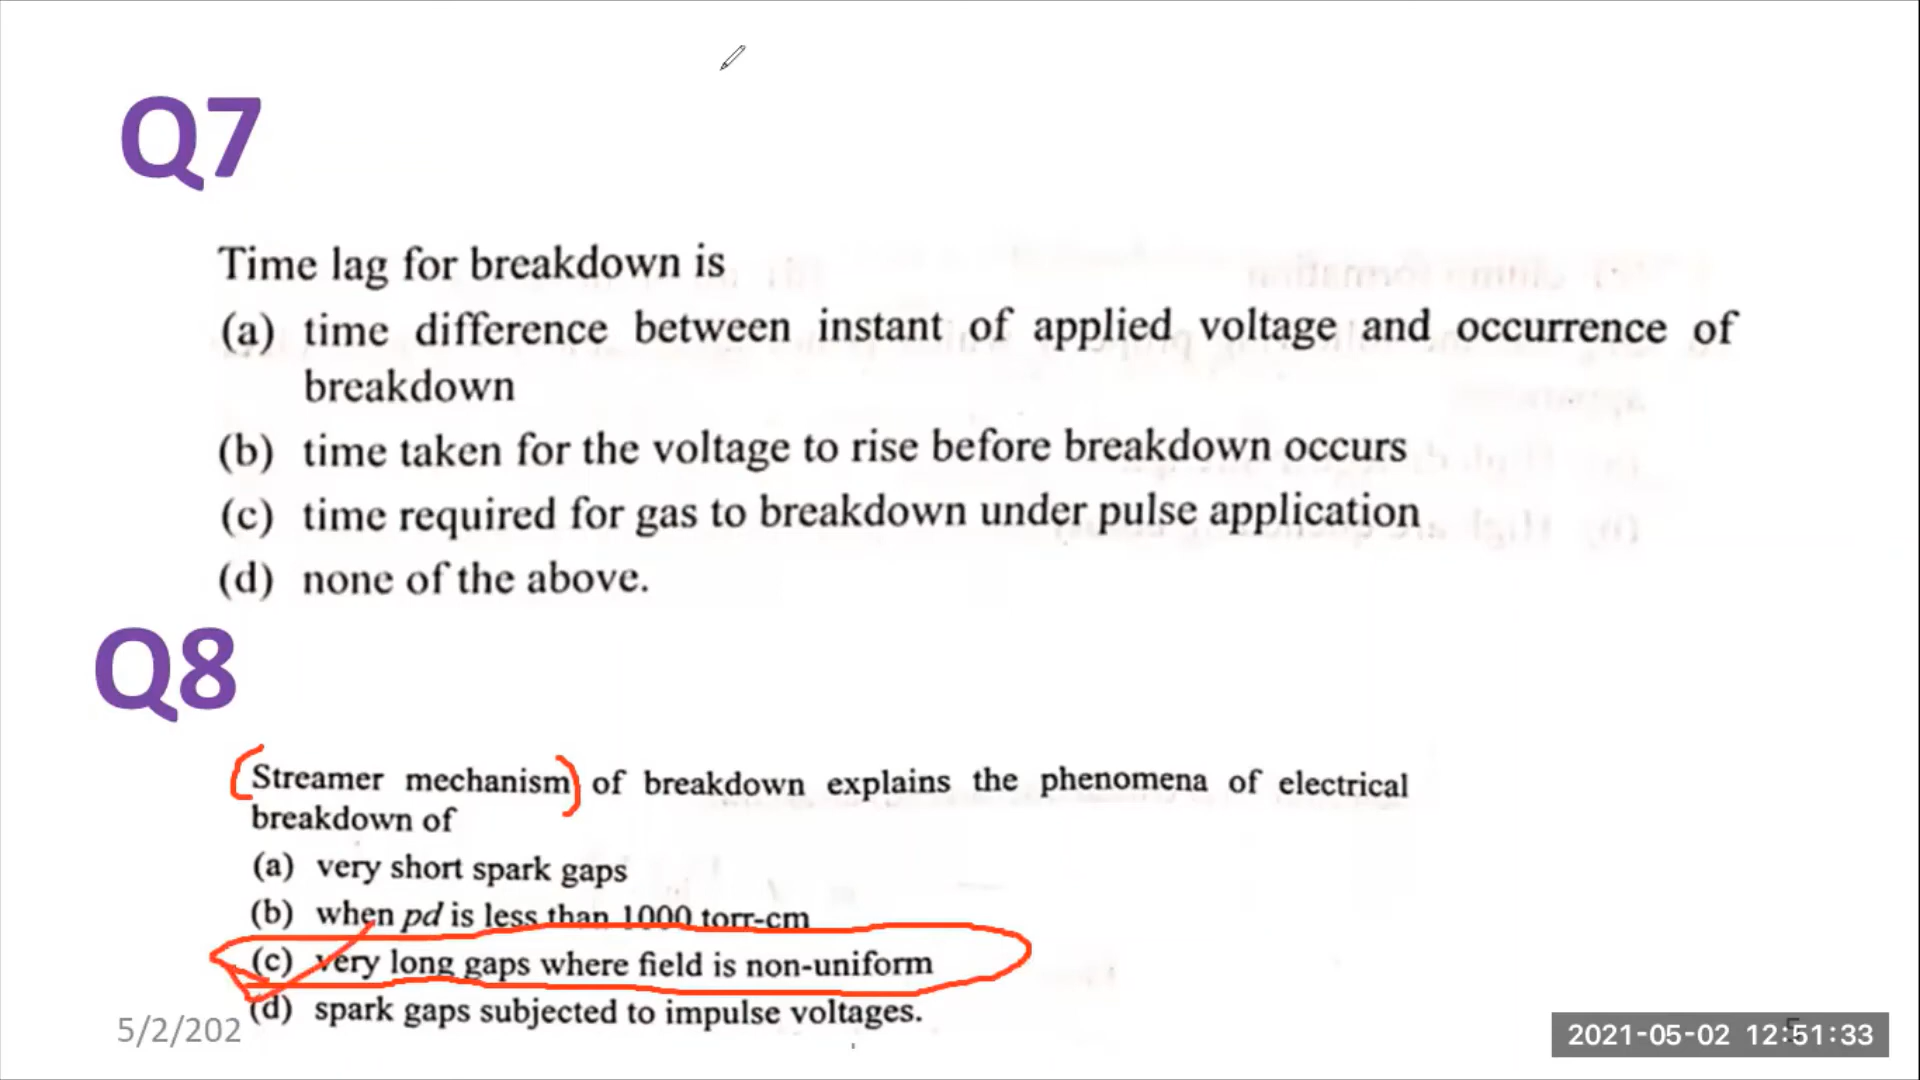 Q7
Time lag for breakdown is
(a) time difference between instant of applied voltage and occurrence of
breakdown
(b) time taken for the voltage to rise before breakdown occurs
(c) time required for gas to breakdown under pulse application
(d) none of the above.
Q8
Streamer mechanism of breakdown explains the phenomena of electrical
breakdown of
(a) very short spark gaps
(b) when pd is less than 1000 torr-cm
(c) very long gaps where field is non-uniform
(d) spark gaps subjected to impulse voltages.
5/2/202
2021-05-02 12:51:33